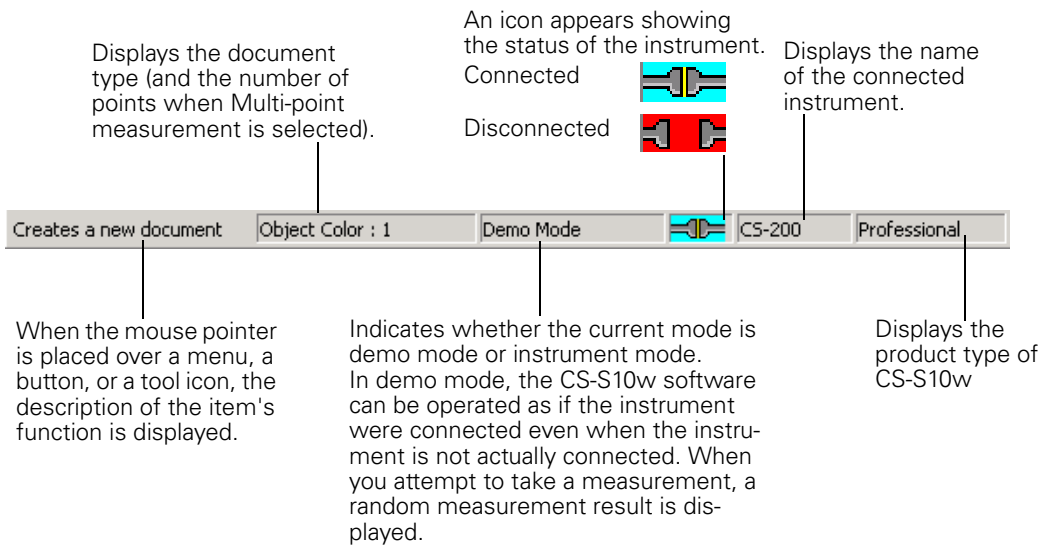 An icon appears showing
the status of the instrument.
Connected
Disconnected
Displays the document
type (and the number of
points when Multi-point
measurement is selected).
Displays the name
of the connected
instrument.
Creates a new document
Object Color : 1
Demo Mode
CS-200
Professional
When the mouse pointer
is placed over a menu, a
button, or a tool icon, the
description of the item's
function is displayed.
Indicates whether the current mode is
demo mode or instrument mode.
In demo mode, the CS-S10w software
can be operated as if the instrument
were connected even when the instru-
ment is not actually connected. When
you attempt to take a measurement, a
random measurement result is dis-
played.
Displays the
product type of
CS-S10w